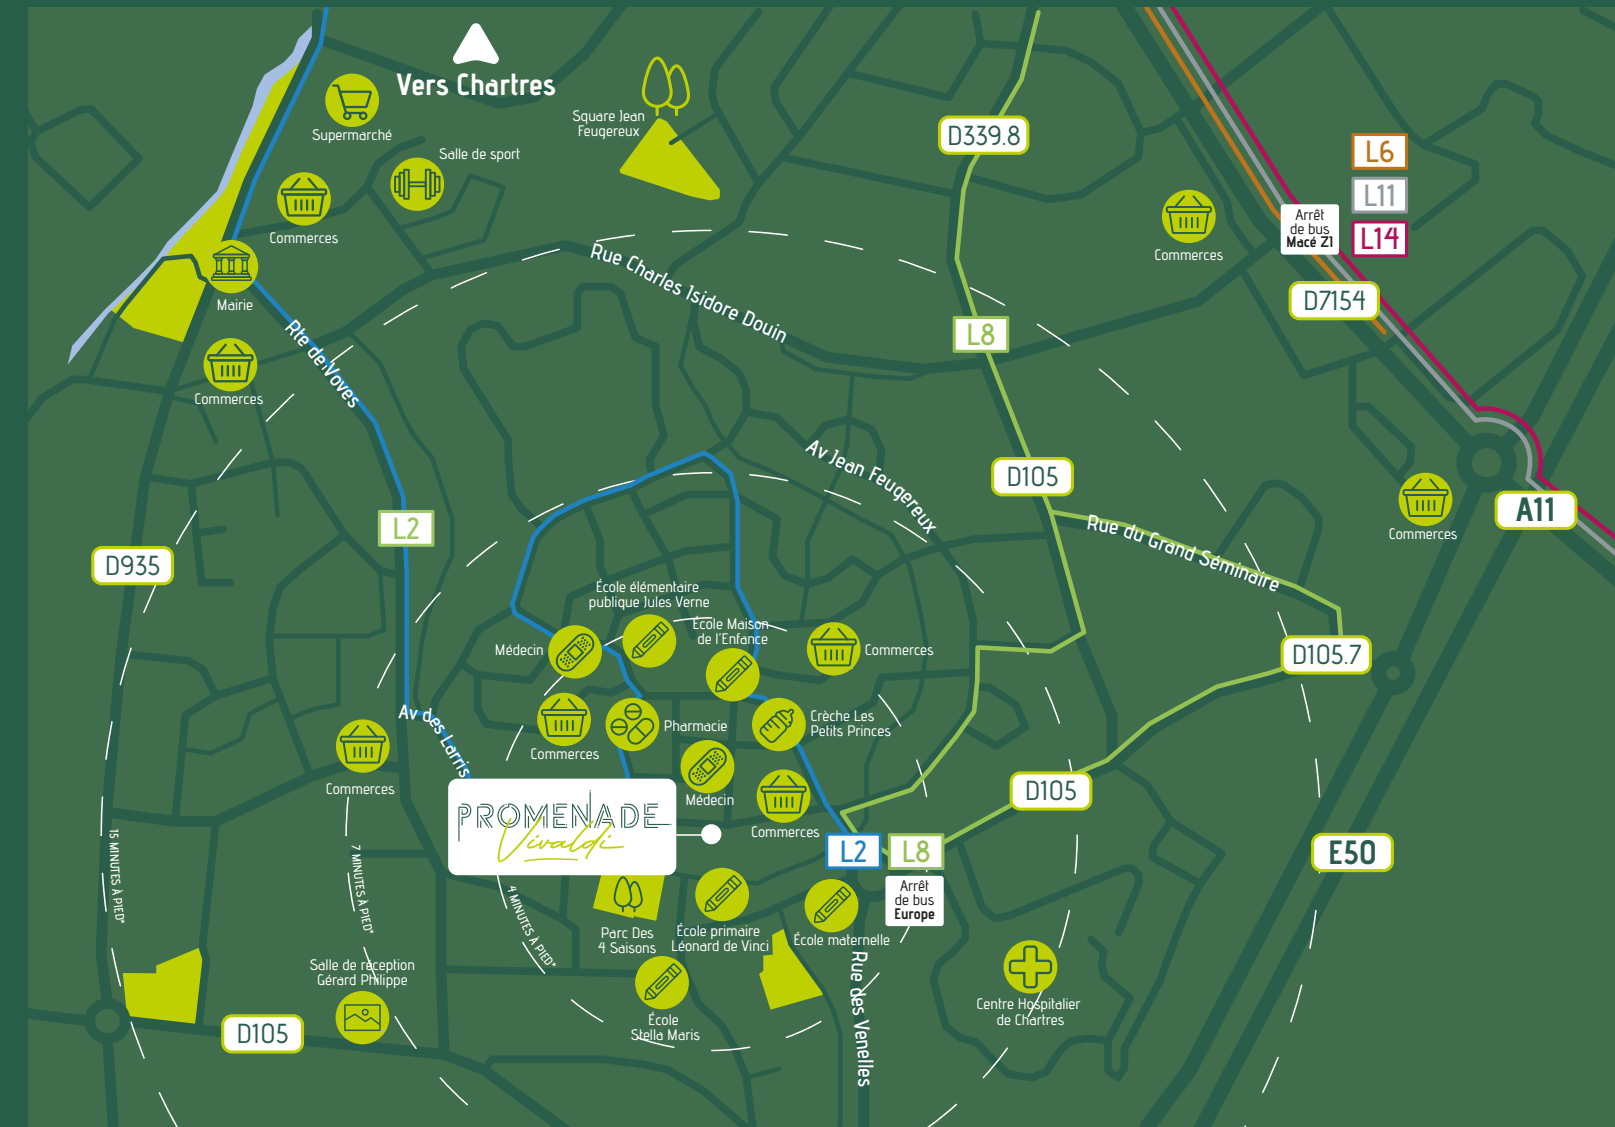 Vers Chartres
Supermarché
Salle de sport
Square Jean
Feugereux
D339.8
L6
L11
L14
Arrêt
de bus
Macé ZI
Commerces
Commerces
Mairie
Rue Charles Isidore Douin
D7154
L8
Rte de Voves
Commerces
Av Jean Feugereux
D105
Rue du Grand Séminaire
A11
Commerces
L2
D935
École élémentaire
publique Jules Verne
École Maison
de l'Enfance
Médecin
Commerces
D105.7
Av des Larris
Commerces
Pharmacie
Crèche Les
Petits Princes
Commerces
Médecin
D105
PROMENADE
Vivaldi
Commerces
L2
L8
E50
15 MINUTES À PIED*
7 MINUTES À PIED*
4 MINUTES À PIED*
Arrêt
de bus
Europe
Parc Des
4 Saisons
École primaire
Léonard de Vinci
École maternelle
Salle de réception
Gérard Philippe
Rue des Venelles
Centre Hospitalier
de Chartres
École
Stella Maris
D105